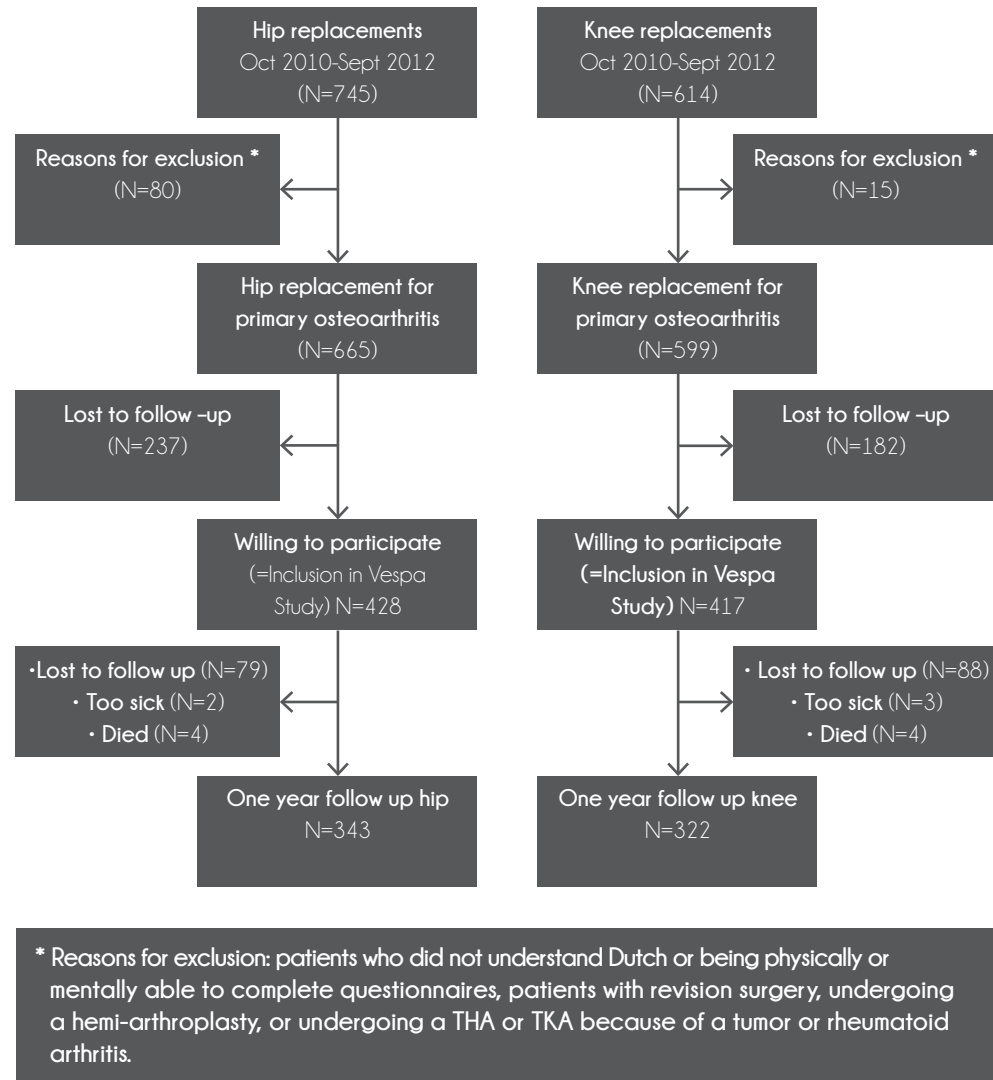 Hip replacements
Oct 2010-Sept 2012
(N=745)
Knee replacements
Oct 2010-Sept 2012
(N=614)
Reasons for exclusion *
(N=80)
Reasons for exclusion *
(N=15)
Hip replacement for
primary osteoarthritis
(N=665)
Knee replacement for
primary osteoarthritis
(N=599)
Lost to follow –up
(N=237)
Lost to follow –up
(N=182)
Willing to participate
(=Inclusion in Vespa
Study) N=428
Willing to participate
(=Inclusion in Vespa
Study) N=417
•Lost to follow up (N=79)
• Too sick (N=2)
• Died (N=4)
• Lost to follow up (N=88)
• Too sick (N=3)
• Died (N=4)
One year follow up hip
N=343
One year follow up knee
N=322
* Reasons for exclusion: patients who did not understand Dutch or being physically or
mentally able to complete questionnaires, patients with revision surgery, undergoing
a hemi-arthroplasty, or undergoing a THA or TKA because of a tumor or rheumatoid
arthritis.